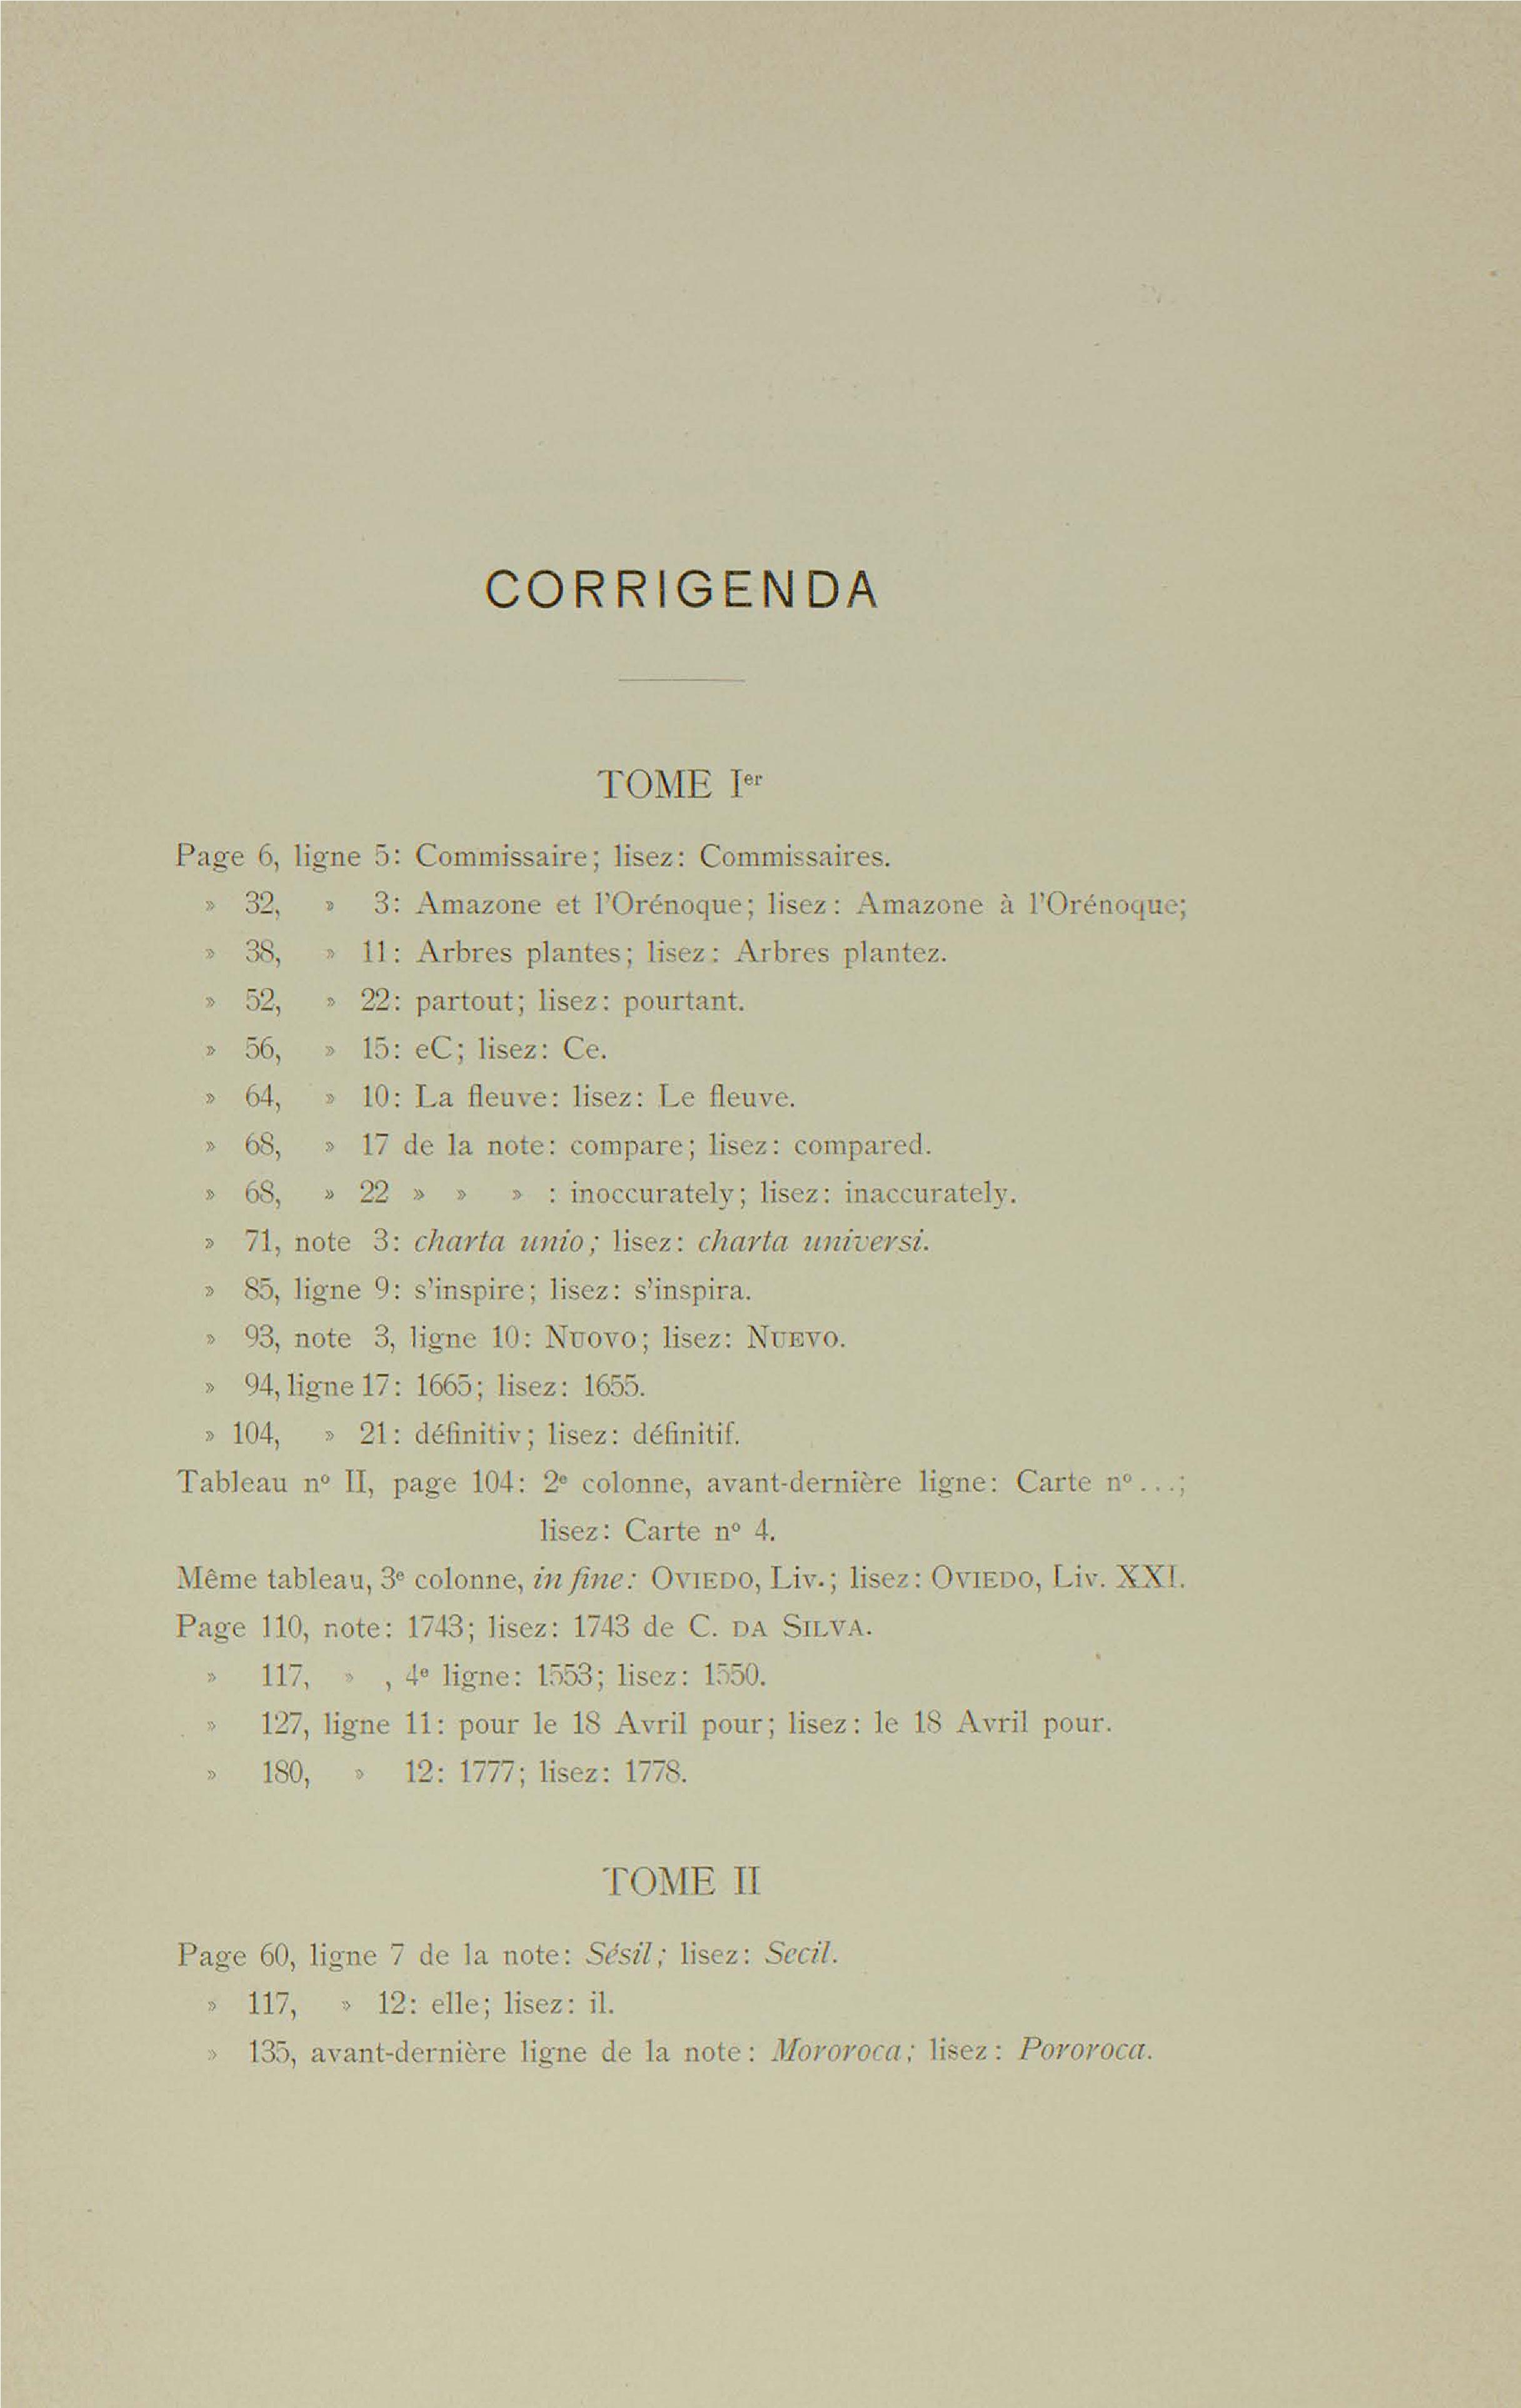 CORRIGENDA
TOME Ier
Page 6, ligne 5: Commissaire; lisez: Commissaires.
» 32, » 3: Amazone et l'Orénoque; lisez: Amazone à l'Orénoque;
» 38, » 11: Arbres plantes; lisez: Arbres plantez.
» 52, » 22: partout; lisez: pourtant.
» 56, » 15: eC; lisez: Ce.
» 64, » 10: La fleuve: lisez: Le fleuve.
» 68, » 17 de la note: compare; lisez: compared.
» 68, » 22 » » » : inoccurately; lisez: inaccurately.
» 71, note 3: charta unio; lisez: charta universi.
» 85, ligne 9: s'inspire; lisez: s'inspira.
» 93, note 3, ligne 10: NUOVO; lisez: NUEVO.
» 94, ligne 17: 1665; lisez: 1655.
» 104, » 21: définitiv; lisez: définitif.
Tableau nº II, page 104: 2e colonne, avant-dernière ligne: Carte nº...;
lisez: Carte nº 4.
Même tableau, 3e colonne, in fine: OVIEDO, Liv.; lisez: OVIEDO, Liv. XXI.
Page 110, note: 1743; lisez: 1743 de C. DA SILVA.
» 117, » , 4e ligne: 1553; lisez: 1550.
» 127, ligne 11: pour le 18 Avril pour; lisez: le 18 Avril pour.
» 180, » 12: 1777; lisez: 1778.
TOME II
Page 60, ligne 7 de la note: Sésil; lisez: Secil.
» 117, » 12: elle; lisez: il.
» 135, avant-dernière ligne de la note: Mororoca; lisez: Pororoca.